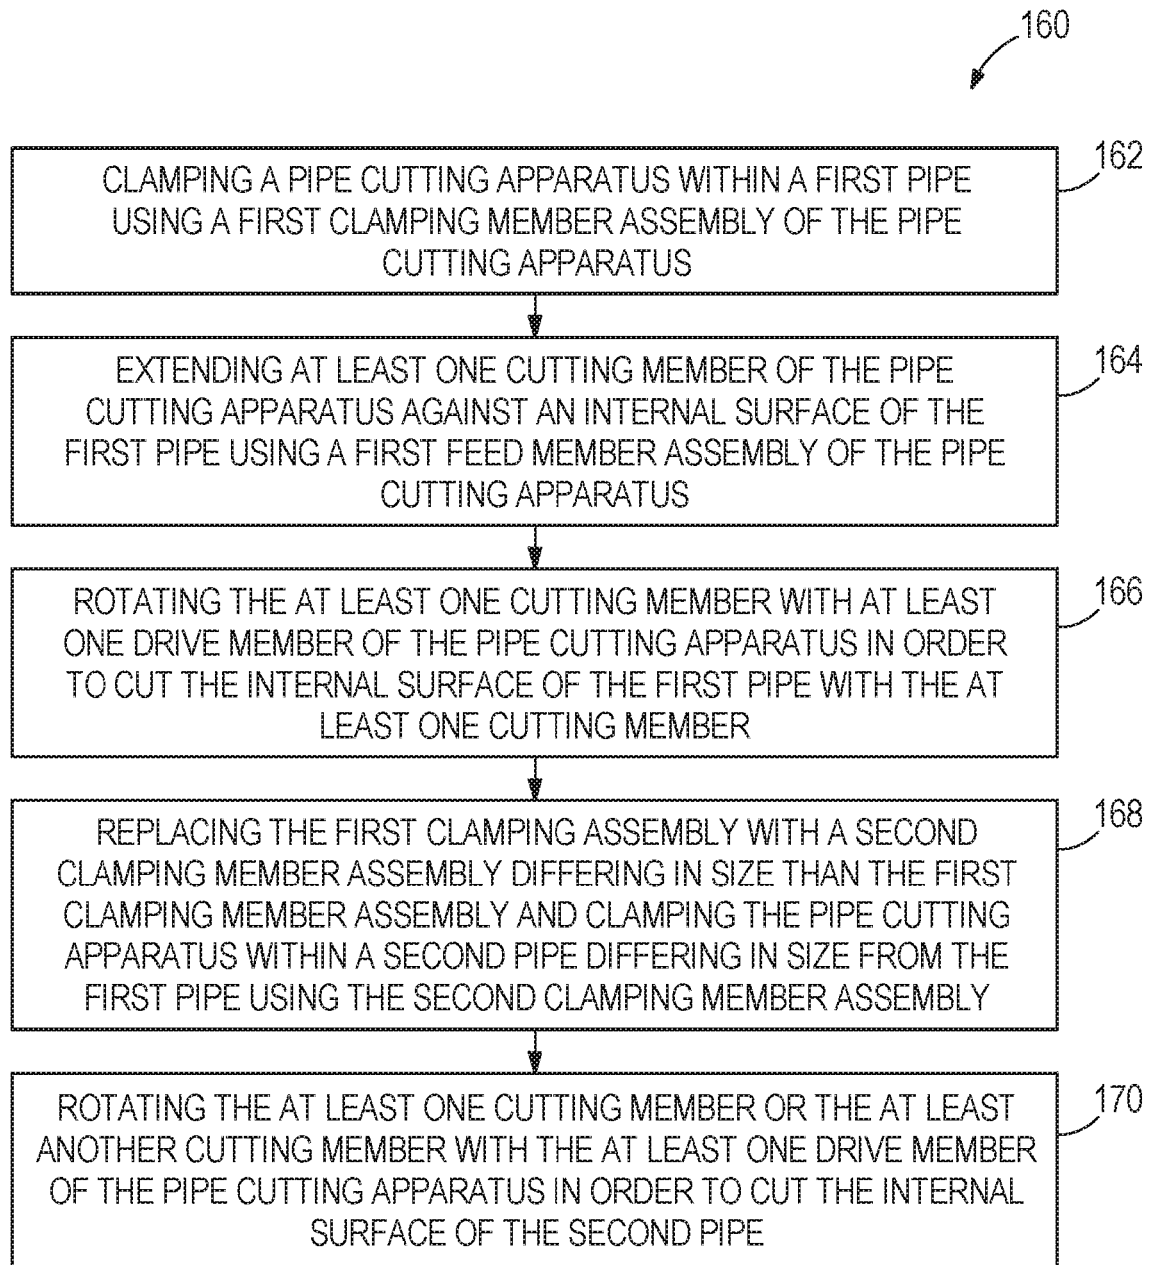 160
162
CLAMPING A PIPE CUTTING APPARATUS WITHIN A FIRST PIPE
USING A FIRST CLAMPING MEMBER ASSEMBLY OF THE PIPE
CUTTING APPARATUS
164
EXTENDING AT LEAST ONE CUTTING MEMBER OF THE PIPE
CUTTING APPARATUS AGAINST AN INTERNAL SURFACE OF THE
FIRST PIPE USING A FIRST FEED MEMBER ASSEMBLY OF THE PIPE
CUTTING APPARATUS
166
ROTATING THE AT LEAST ONE CUTTING MEMBER WITH AT LEAST
ONE DRIVE MEMBER OF THE PIPE CUTTING APPARATUS IN ORDER
TO CUT THE INTERNAL SURFACE OF THE FIRST PIPE WITH THE AT
LEAST ONE CUTTING MEMBER
168
REPLACING THE FIRST CLAMPING ASSEMBLY WITH A SECOND
CLAMPING MEMBER ASSEMBLY DIFFERING IN SIZE THAN THE FIRST
CLAMPING MEMBER ASSEMBLY AND CLAMPING THE PIPE CUTTING
APPARATUS WITHIN A SECOND PIPE DIFFERING IN SIZE FROM THE
FIRST PIPE USING THE SECOND CLAMPING MEMBER ASSEMBLY
170
ROTATING THE AT LEAST ONE CUTTING MEMBER OR THE AT LEAST
ANOTHER CUTTING MEMBER WITH THE AT LEAST ONE DRIVE MEMBER
OF THE PIPE CUTTING APPARATUS IN ORDER TO CUT THE INTERNAL
SURFACE OF THE SECOND PIPE